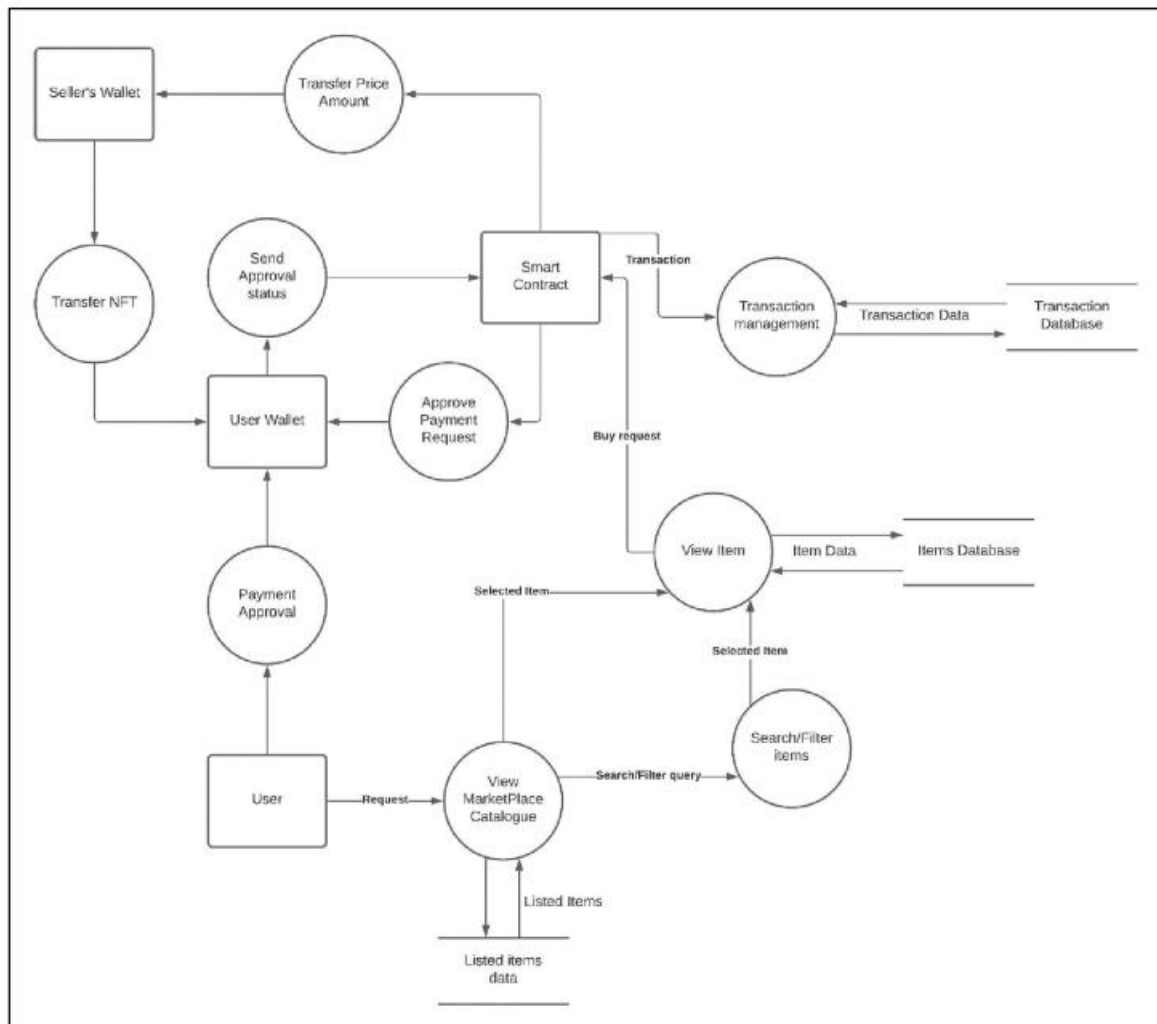 Seller's Wallet
Transfer Price
Amount
Send
Approval
status
Smart
Contract
Transaction
Transfer NFT
Transaction
management
Transaction Data
Transaction
Database
User Wallet
Approve
Payment
Request
Buy request
View Item
Item Data
Items Database
Payment
Approval
Selected Item
Selected Item
Search/Filter
items
User
Request
View
MarketPlace
Catalogue
Search/Filter query
Listed Items
Listed items
data